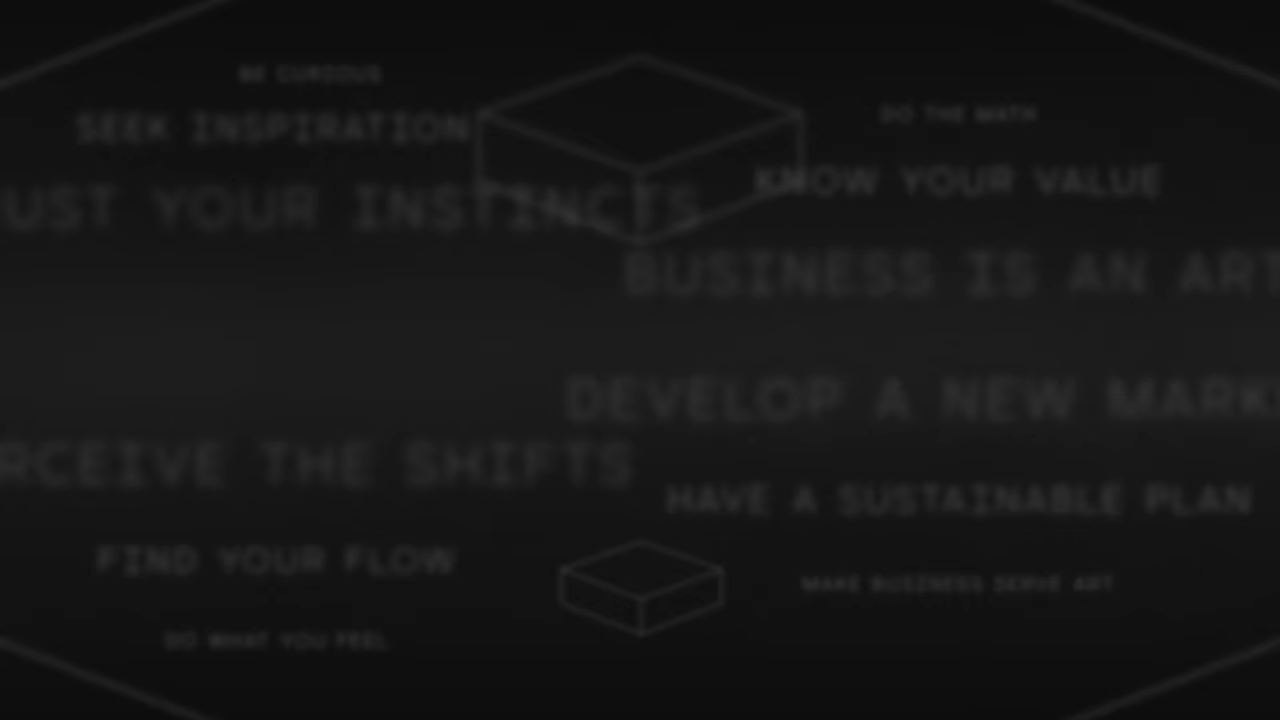 BE CURIOUS
SEEK INSPIRATION
UST YOUR INSTINCTS
DO THE MATH
KNOW YOUR VALUE
BUSINESS IS AN ART
DEVELOP A NEW MARK
RCEIVE THE SHIFTS
HAVE A SUSTAINABLE PLAN
FIND YOUR FLOW
MAKE BUSINESS SERVE ART
DO WHAT YOU FEEL